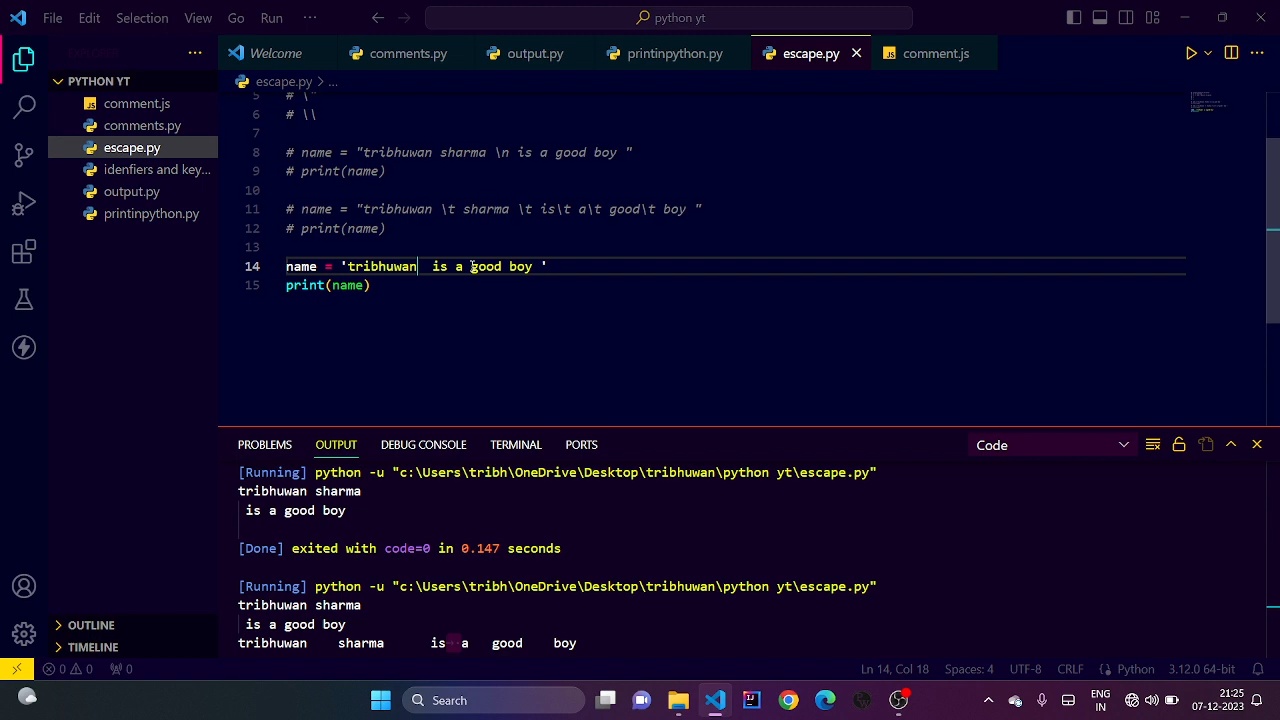 File Edit Selection View Go Run ··· python yt
Welcome comments.py output.py printinpython.py escape.py comment.js
PYTHON YT
escape.py > ...
comment.js
comments.py
escape.py
idenfiers and key...
output.py
printinpython.py
5 # \"
6 # \\
7
8 # name = "tribhuwan sharma \n is a good boy "
9 # print(name)
10
11 # name = "tribhuwan \t sharma \t is\t a\t good\t boy "
12 # print(name)
13
14 name = 'tribhuwan  is a good boy '
15 print(name)
PROBLEMS OUTPUT DEBUG CONSOLE TERMINAL PORTS Code
[Running] python -u "c:\Users\tribh\OneDrive\Desktop\tribhuwan\python yt\escape.py"
tribhuwan sharma
is a good boy
[Done] exited with code=0 in 0.147 seconds
[Running] python -u "c:\Users\tribh\OneDrive\Desktop\tribhuwan\python yt\escape.py"
tribhuwan sharma
is a good boy
tribhuwan sharma is a good boy
OUTLINE
TIMELINE
0 0 0 Ln 14, Col 18 Spaces: 4 UTF-8 CRLF Python 3.12.0 64-bit
Search ENG 21:25
IN 07-12-2023